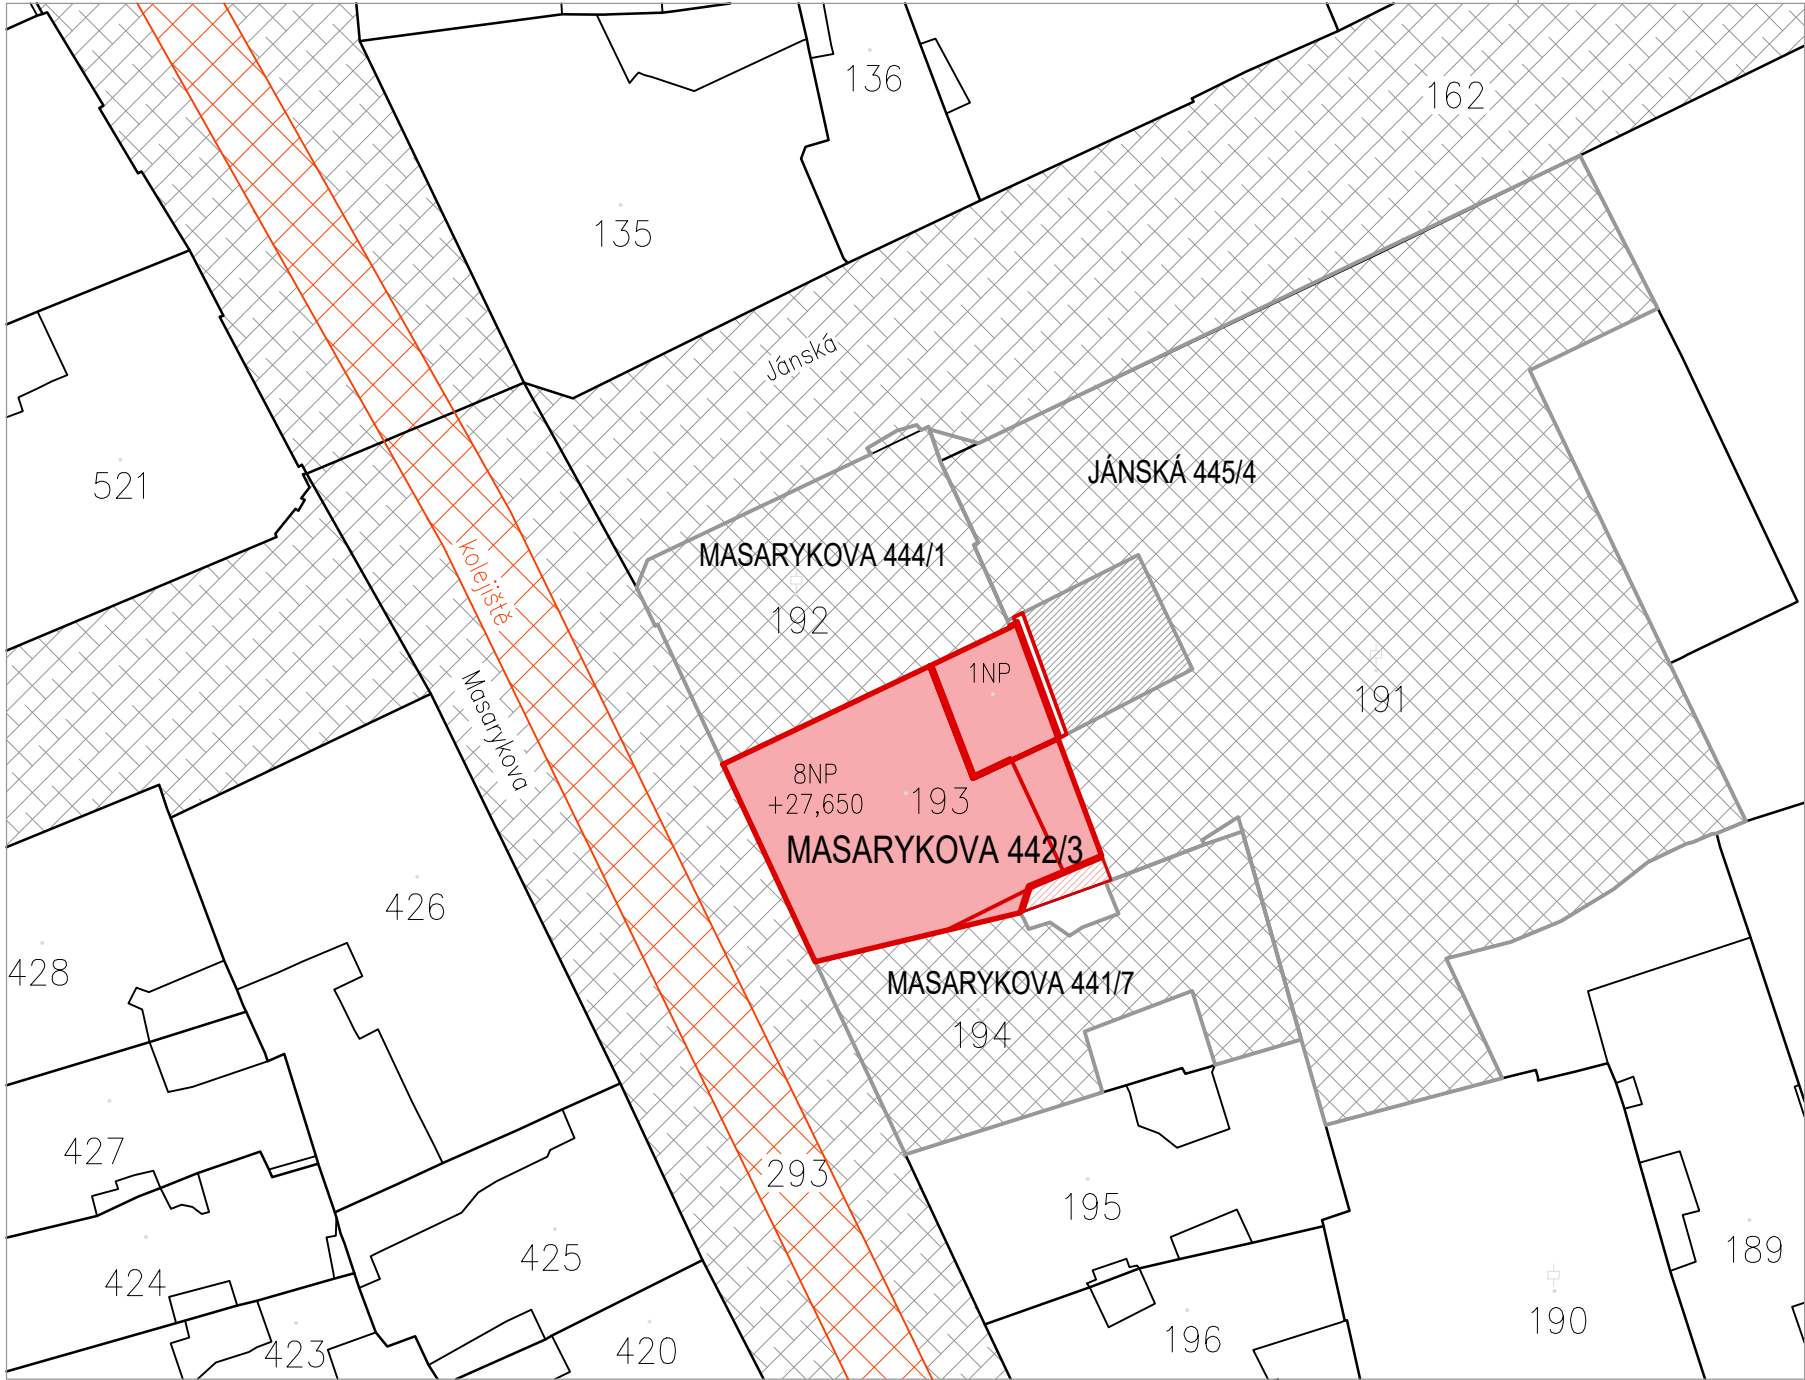 136
162
135
Jánská
521
JÁNSKÁ 445/4
MASARYKOVA 444/1
kolejiště
192
1NP
191
Masarykova
8NP
+27,650
193
MASARYKOVA 442/3
426
428
MASARYKOVA 441/7
194
427
293
195
425
189
424
190
196
423
420